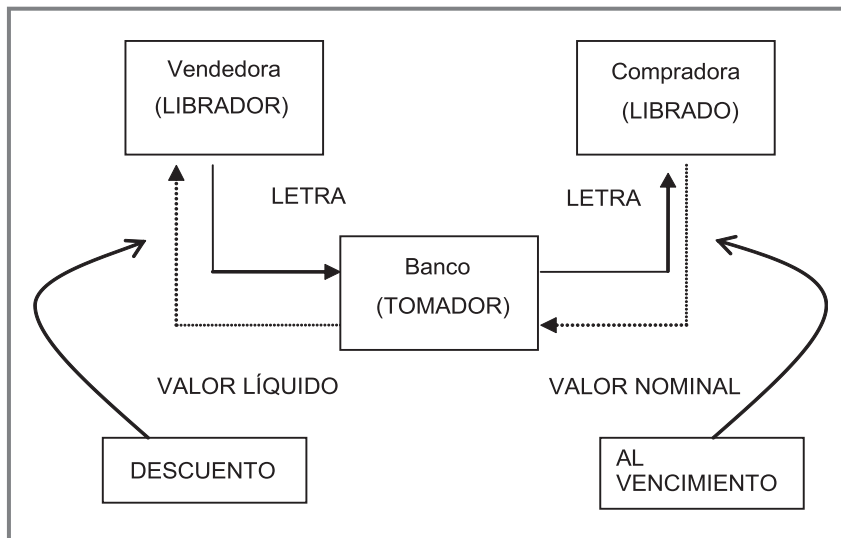 Vendedora
(LIBRADOR)
Compradora
(LIBRADO)
LETRA
LETRA
Banco
(TOMADOR)
VALOR LÍQUIDO
VALOR NOMINAL
DESCUENTO
AL
VENCIMIENTO